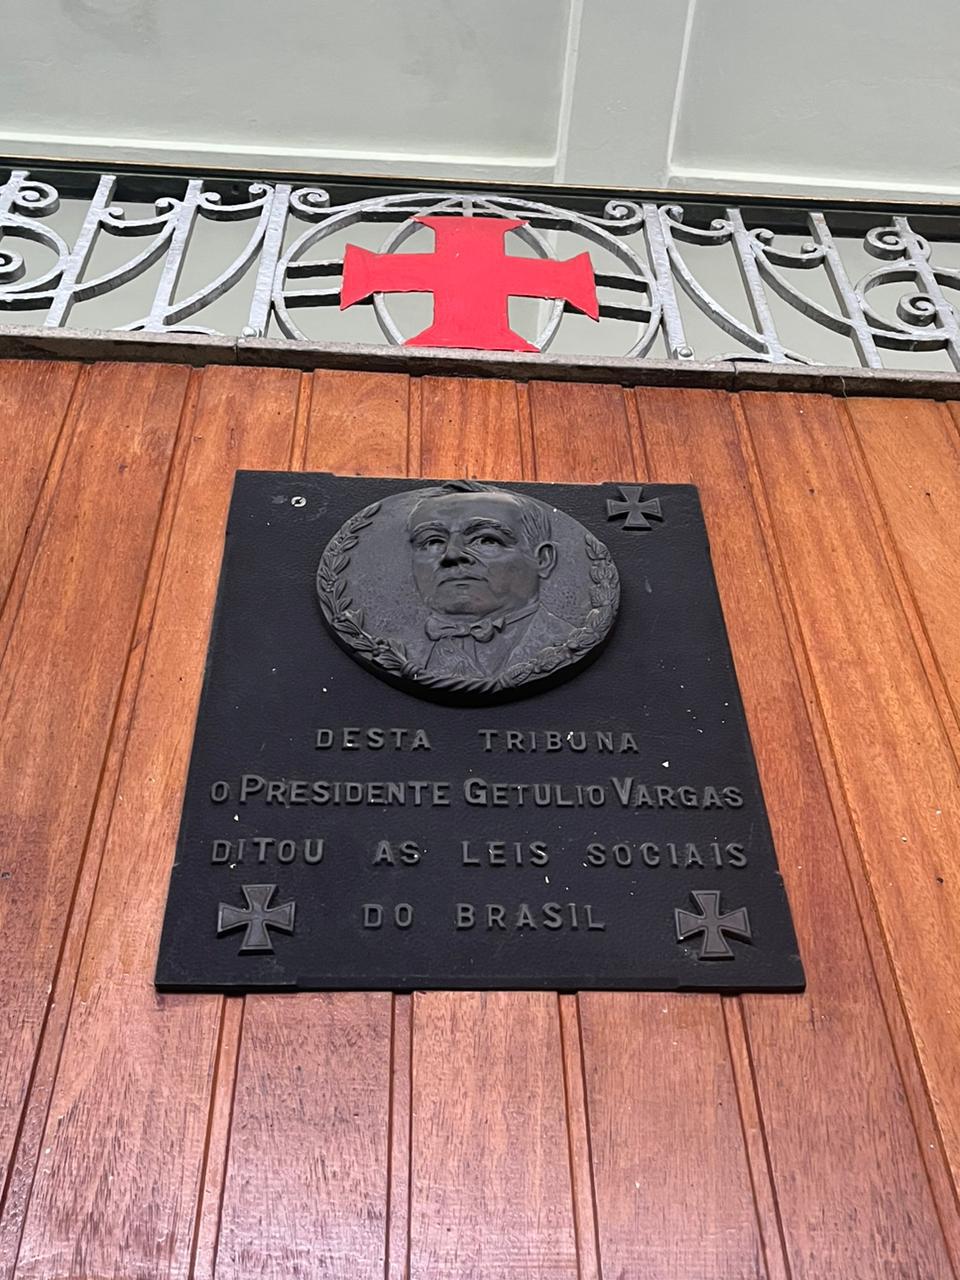 DESTA TRIBUNA
O PRESIDENTE GETULIO VARGAS
DITOU AS LEIS SOCIAIS
DO BRASIL